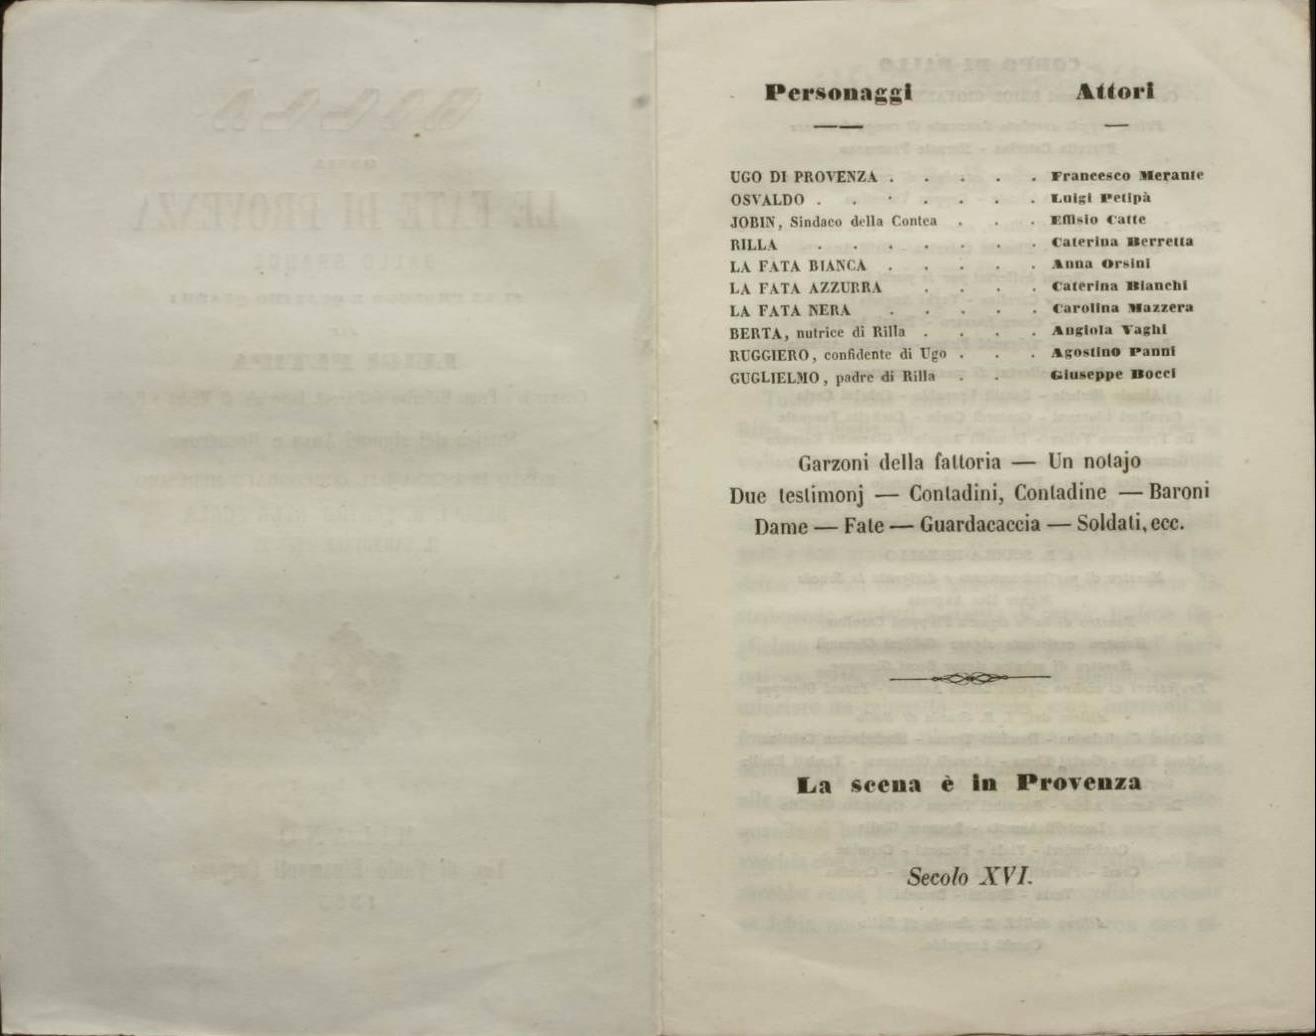 Personaggi Attori
UGO DI PROVENZA . . . . . Francesco Merante
OSVALDO . . . . . . . Luigi Petipà
JOBIN, Sindaco della Contea . . . Effisio Catte
RILLA . . . . . . . Caterina Berretta
LA FATA BIANCA . . . . . Anna Orsini
LA FATA AZZURRA . . . . Caterina Bianchi
LA FATA NERA . . . . . Carolina Mazzera
BERTA, nutrice di Rilla . . . . Angiola Vaghi
RUGGIERO, confidente di Ugo . . . Agostino Panni
GUGLIELMO, padre di Rilla . . Giuseppe Bocci
Garzoni della fattoria — Un notajo
Due testimonj — Contadini, Contadine — Baroni
Dame — Fate — Guardacaccia — Soldati, ecc.
La scena è in Provenza
Secolo XVI.